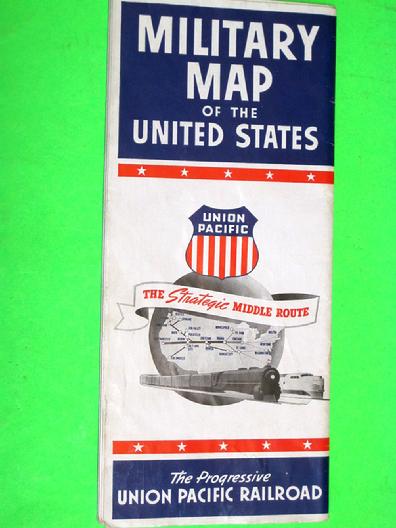 MILITARY
MAP
OF THE
UNITED STATES
UNION
PACIFIC
THE Strategic MIDDLE ROUTE
The Progressive
UNION PACIFIC RAILROAD